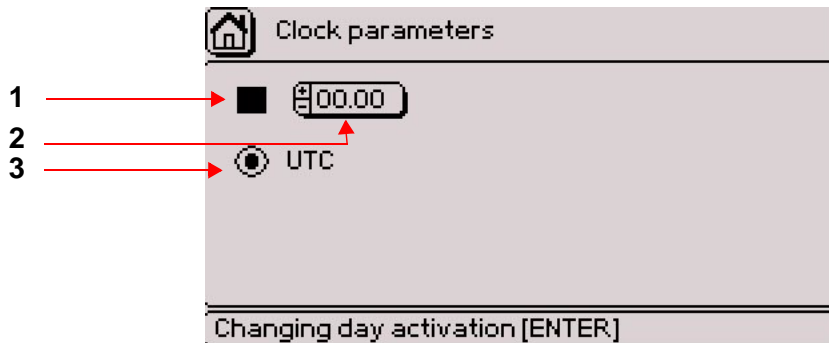 Clock parameters
1
00.00
2
3
UTC
Changing day activation [ENTER]